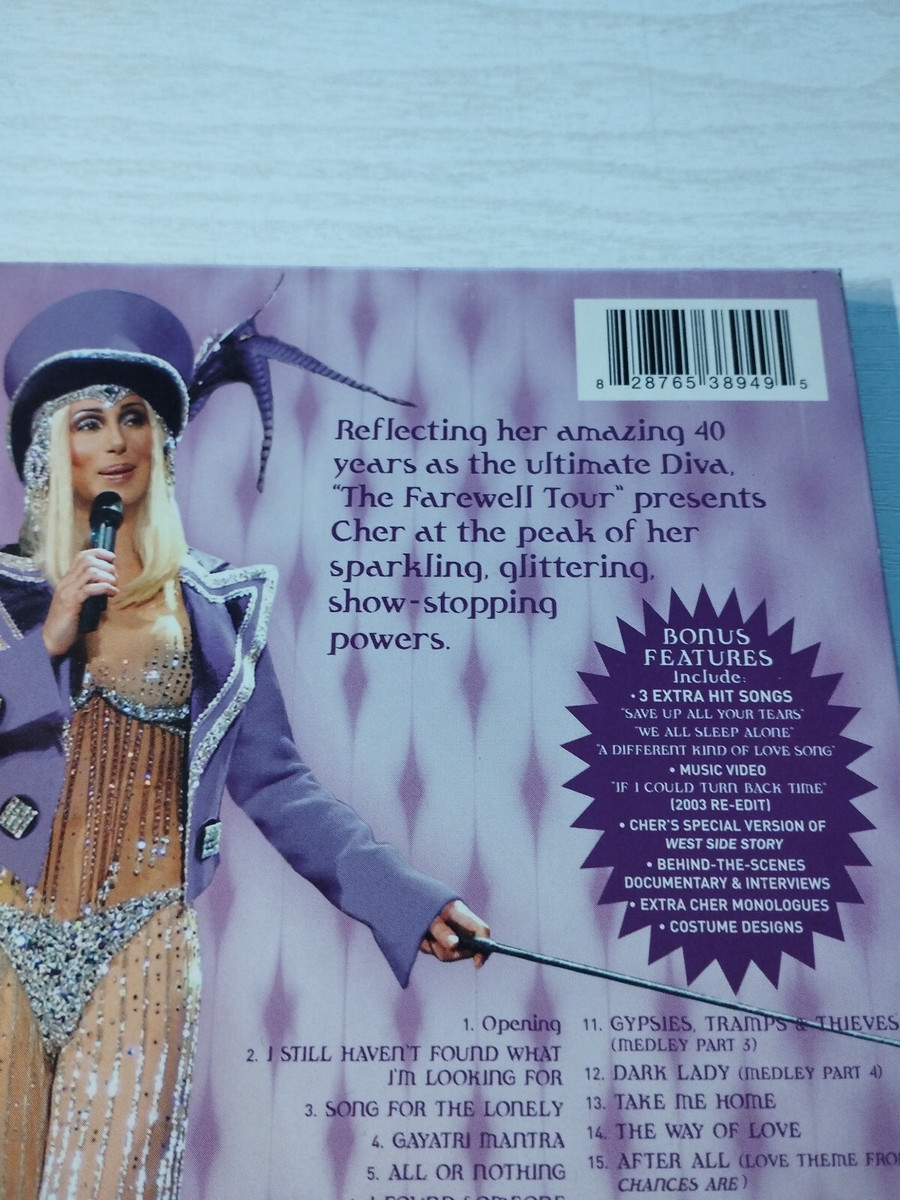 8 28765 38949 5
Reflecting her amazing 40
years as the ultimate Diva,
"The Farewell Tour" presents
Cher at the peak of her
sparkling, glittering,
show-stopping
powers.
BONUS
FEATURES
Include:
• 3 EXTRA HIT SONGS
"SAVE UP ALL YOUR TEARS"
"WE ALL SLEEP ALONE"
"A DIFFERENT KIND OF LOVE SONG"
• MUSIC VIDEO
"IF I COULD TURN BACK TIME"
(2003 RE-EDIT)
• CHER'S SPECIAL VERSION OF
WEST SIDE STORY
• BEHIND-THE-SCENES
DOCUMENTARY & INTERVIEWS
• EXTRA CHER MONOLOGUES
• COSTUME DESIGNS
1. Opening
2. I STILL HAVEN'T FOUND WHAT
I'M LOOKING FOR
3. SONG FOR THE LONELY
4. GAYATRI MANTRA
5. ALL OR NOTHING
I FOUND SOMEONE
11. GYPSIES, TRAMPS & THIEVES
(MEDLEY PART 3)
12. DARK LADY (MEDLEY PART 4)
13. TAKE ME HOME
14. THE WAY OF LOVE
15. AFTER ALL (LOVE THEME FRO
CHANCES ARE)